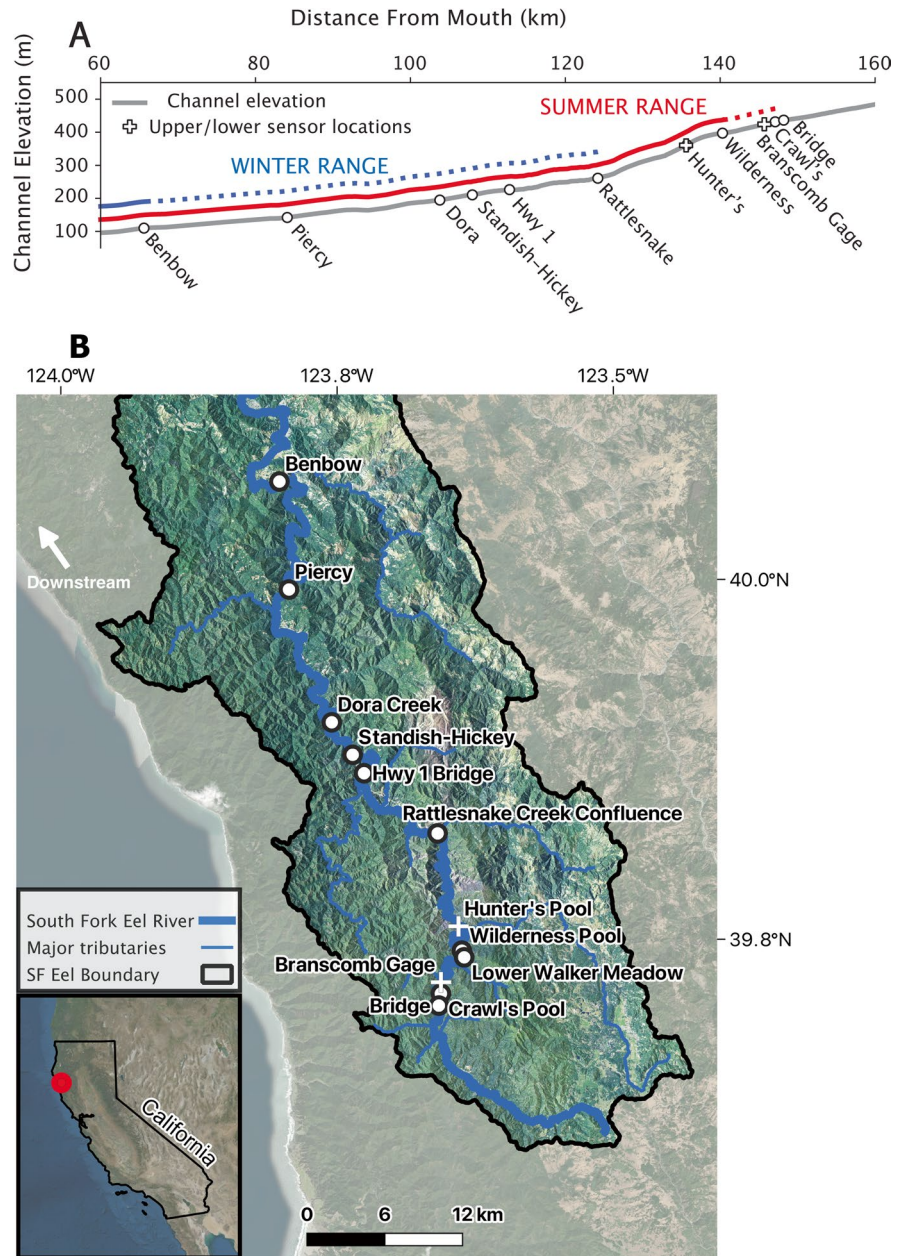 Distance From Mouth (km)
A
60 80 100 120 140 160
Channel Elevation (m)
500
400
300
200
100
Channel elevation
Upper/lower sensor locations
SUMMER RANGE
WINTER RANGE
Benbow
Piercy
Dora
Standish-Hickey
Hwy 1
Rattlesnake
Hunter's
Wilderness
Branscomb Gage
Crawl's
Bridge
B
124.0°W 123.8°W 123.5°W
Benbow
Downstream
Piercy
40.0°N
Dora Creek
Standish-Hickey
Hwy 1 Bridge
Rattlesnake Creek Confluence
Hunter's Pool
Wilderness Pool
39.8°N
Branscomb Gage
Lower Walker Meadow
Bridge
Crawl's Pool
South Fork Eel River
Major tributaries
SF Eel Boundary
California
0 6 12 km